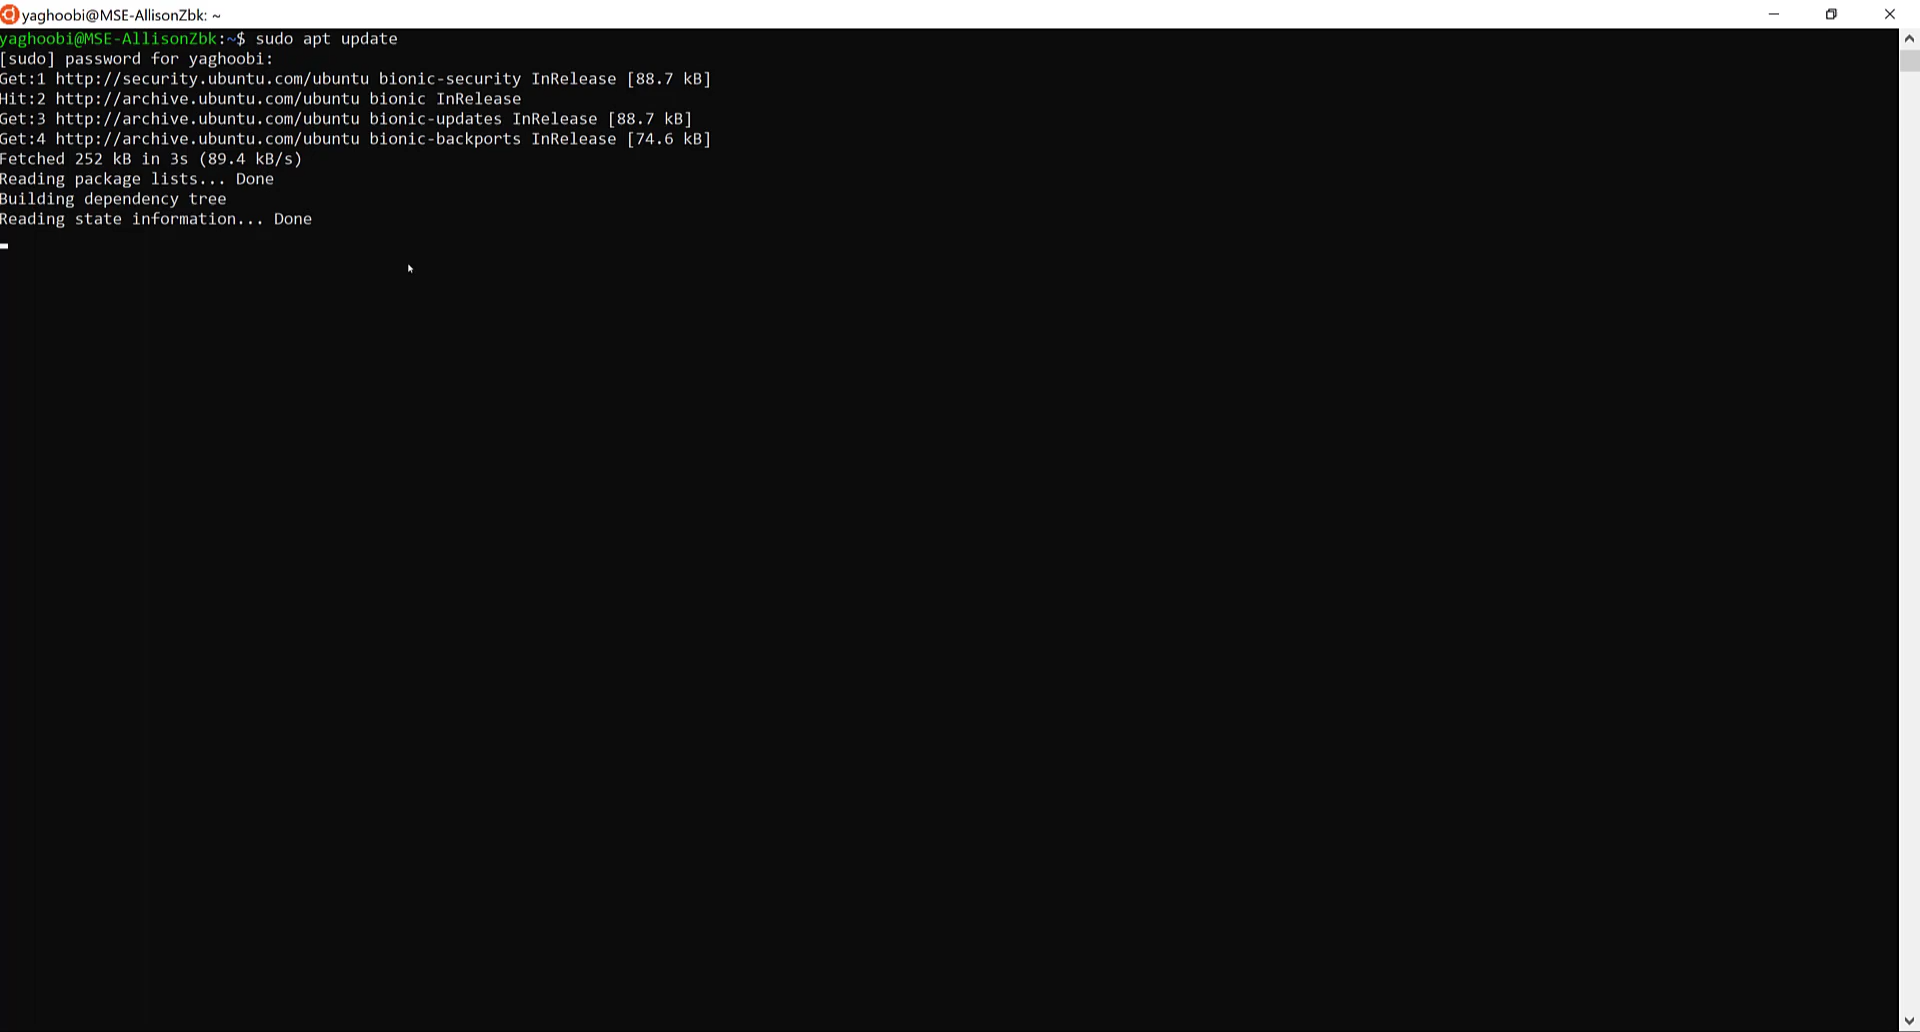 yaghoobi@MSE-AllisonZbk: ~
yaghoobi@MSE-AllisonZbk:~$ sudo apt update
[sudo] password for yaghoobi:
Get:1 http://security.ubuntu.com/ubuntu bionic-security InRelease [88.7 kB]
Hit:2 http://archive.ubuntu.com/ubuntu bionic InRelease
Get:3 http://archive.ubuntu.com/ubuntu bionic-updates InRelease [88.7 kB]
Get:4 http://archive.ubuntu.com/ubuntu bionic-backports InRelease [74.6 kB]
Fetched 252 kB in 3s (89.4 kB/s)
Reading package lists... Done
Building dependency tree
Reading state information... Done